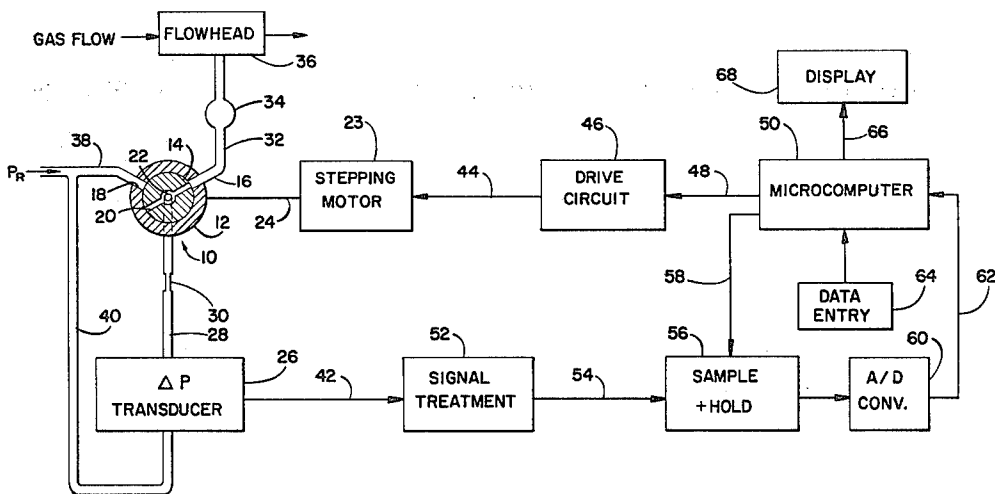 GAS FLOW
FLOWHEAD
36
34
68
DISPLAY
38
22
14
32
23
46
50
66
P_R
18
16
STEPPING
MOTOR
44
DRIVE
CIRCUIT
48
MICROCOMPUTER
20
12
24
10
58
64
62
40
30
28
DATA
ENTRY
26
52
56
60
Δ P
TRANSDUCER
42
SIGNAL
TREATMENT
54
SAMPLE
+HOLD
A/D
CONV.